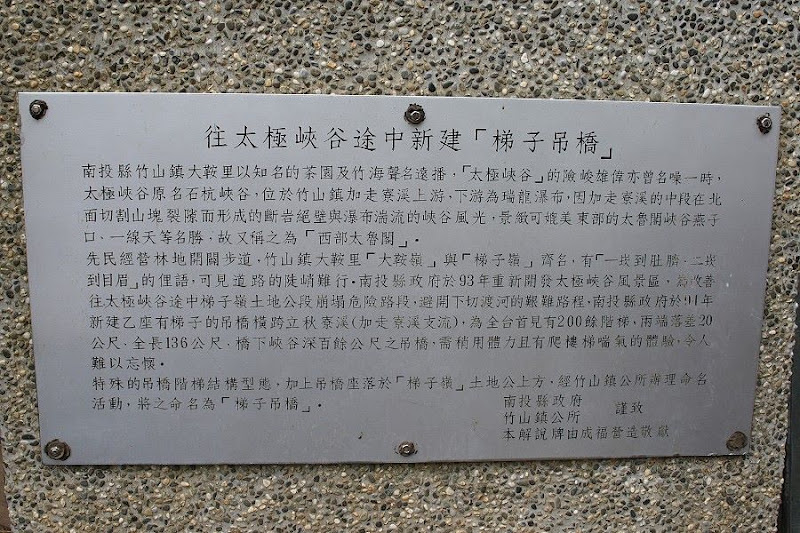 往太極峽谷途中新建「梯子吊橋」
南投縣竹山鎮大鞍里以知名的茶園及竹海聲名遠播，「太極峽谷」的險峻雄偉亦曾名噪一時，
太極峽谷原名石杭峽谷，位於竹山鎮加走寮溪上游，下游為瑞龍瀑布，因加走寮溪的中段在北
面切割山塊裂隙而形成的斷岩絕壁與瀑布湍流的峽谷風光，景緻可媲美東部的太魯閣峽谷燕子
口、一線天等名勝，故又稱之為「西部太魯閣」。
先民經營林地開闢步道，竹山鎮大鞍里「大鞍嶺」與「梯子嶺」齊名，有「一崁到肚臍，二崁
到目眉」的俚語，可見道路的陡峭難行。南投縣政府於93年重新開發太極峽谷風景區，為改善
往太極峽谷途中梯子嶺土地公段崩塌危險路段，避開下切渡河的艱難路程，南投縣政府於94年
新建乙座有梯子的吊橋橫跨立秋寮溪(加走寮溪支流)，為全台首見有200餘階梯，兩端落差20
公尺，全長136公尺，橋下峽谷深百餘公尺之吊橋，需稍用體力且有爬樓梯喘氣的體驗，令人
難以忘懷。
特殊的吊橋階梯結構型態，加上吊橋座落於「梯子嶺」土地公上方，經竹山鎮公所辦理命名
活動，將之命名為「梯子吊橋」。
南投縣政府
竹山鎮公所 謹致
本解說牌由成福營造敬獻